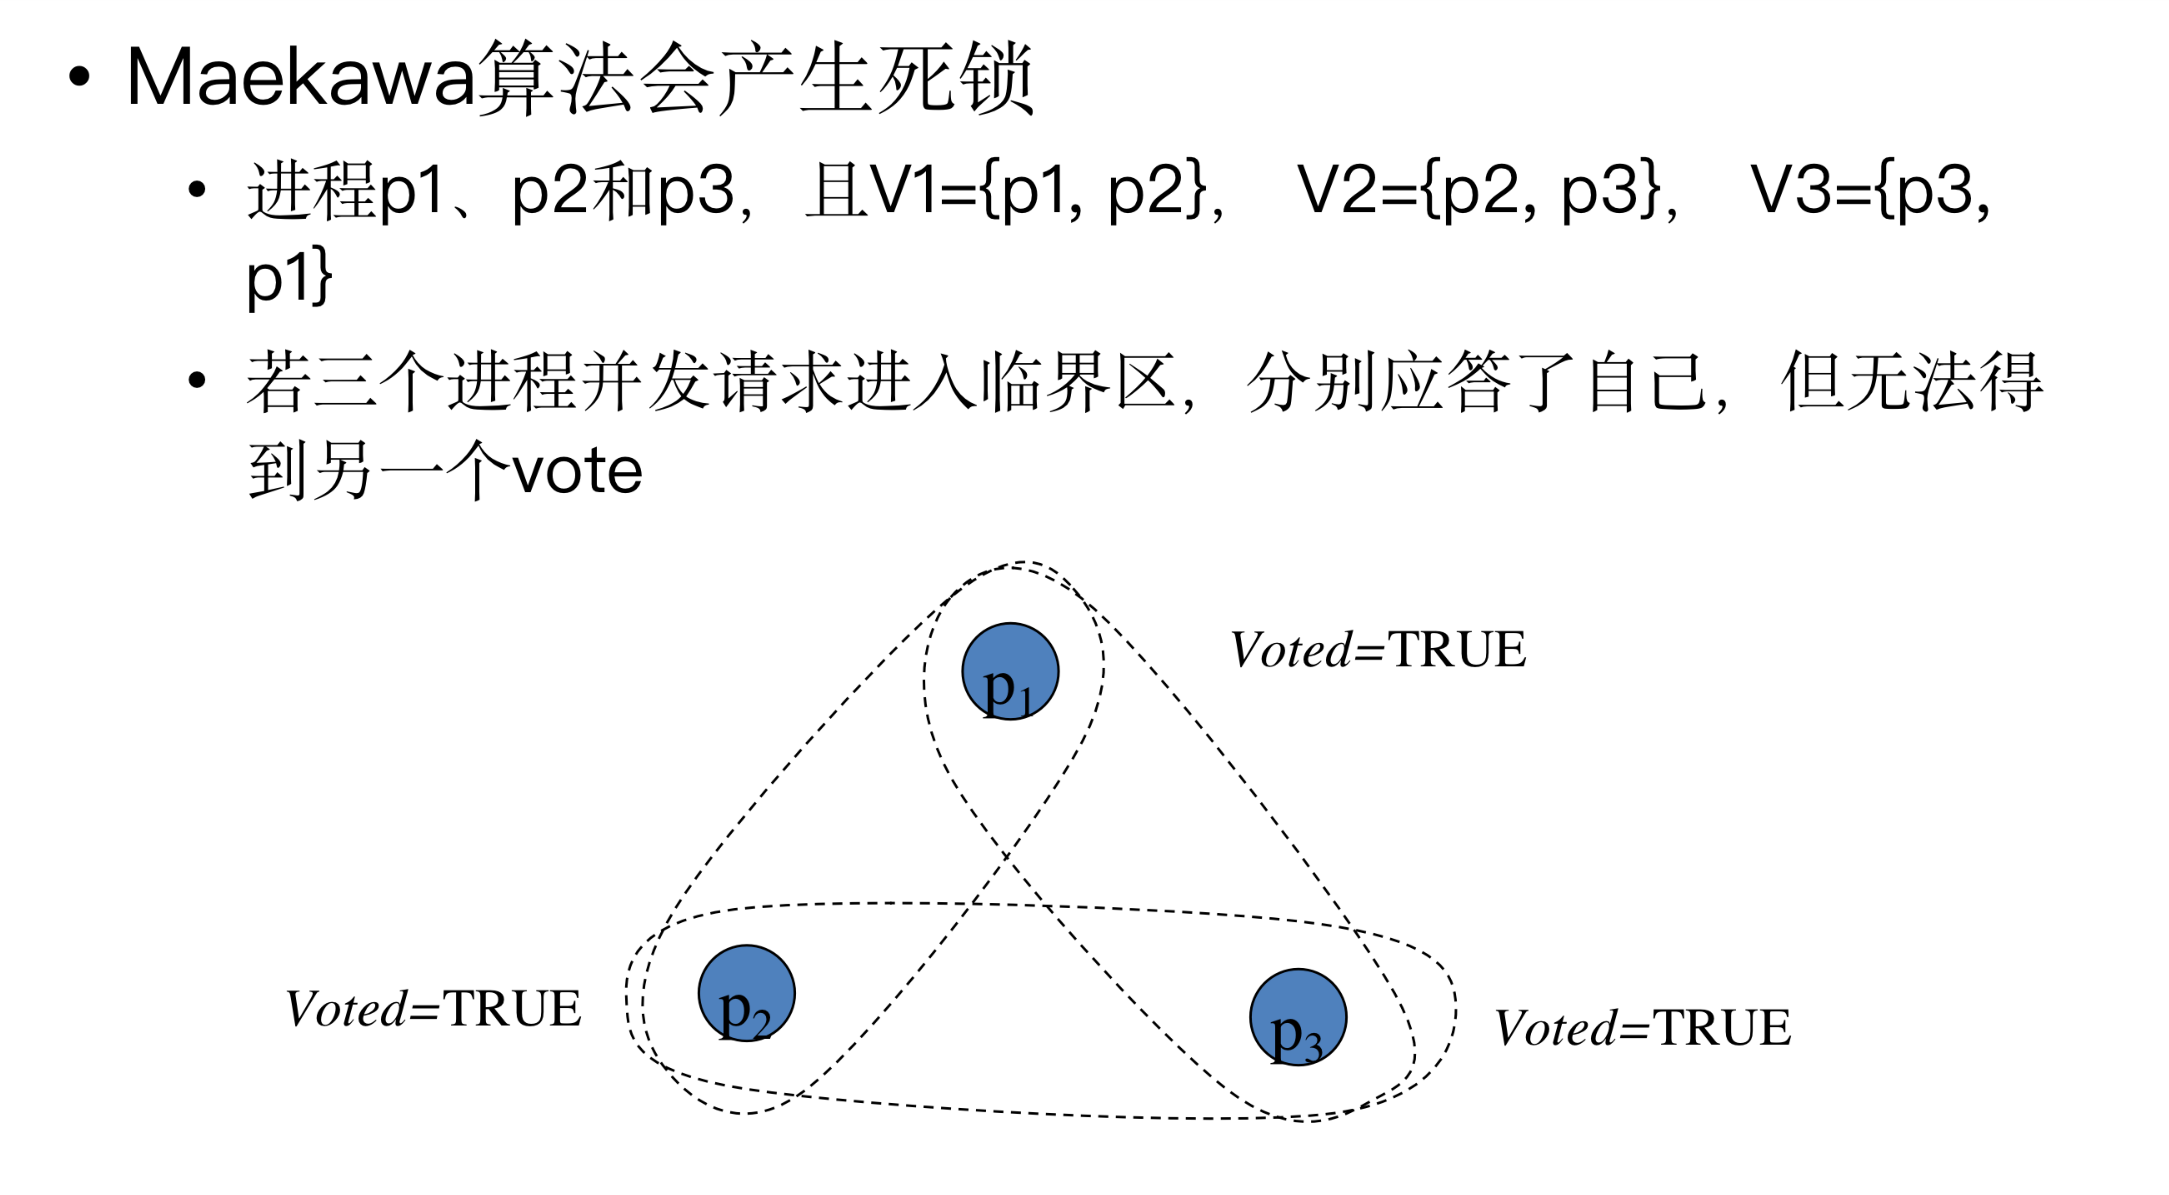 • Maekawa算法会产生死锁
• 进程p1、p2和p3，且V1={p1, p2}， V2={p2, p3}， V3={p3,
p1}
• 若三个进程并发请求进入临界区，分别应答了自己，但无法得
到另一个vote
Voted=TRUE
p₁
Voted=TRUE
p₂
p₃
Voted=TRUE